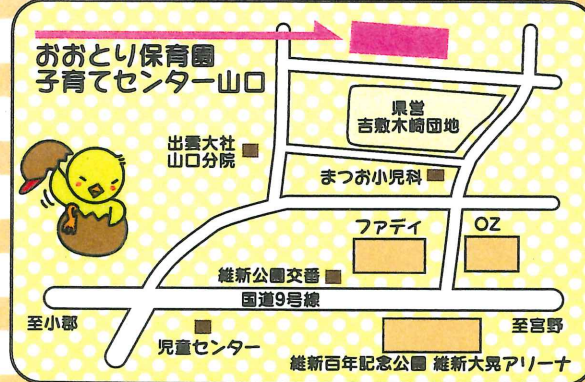 おおとり保育園
子育てセンター山口
県営
吉敷木崎団地
出雲大社
山口分院
まつお小児科
ファディ
OZ
維新公園交番
国道9号線
至小郡
至宮野
児童センター
維新百年記念公園 維新大晃アリーナ